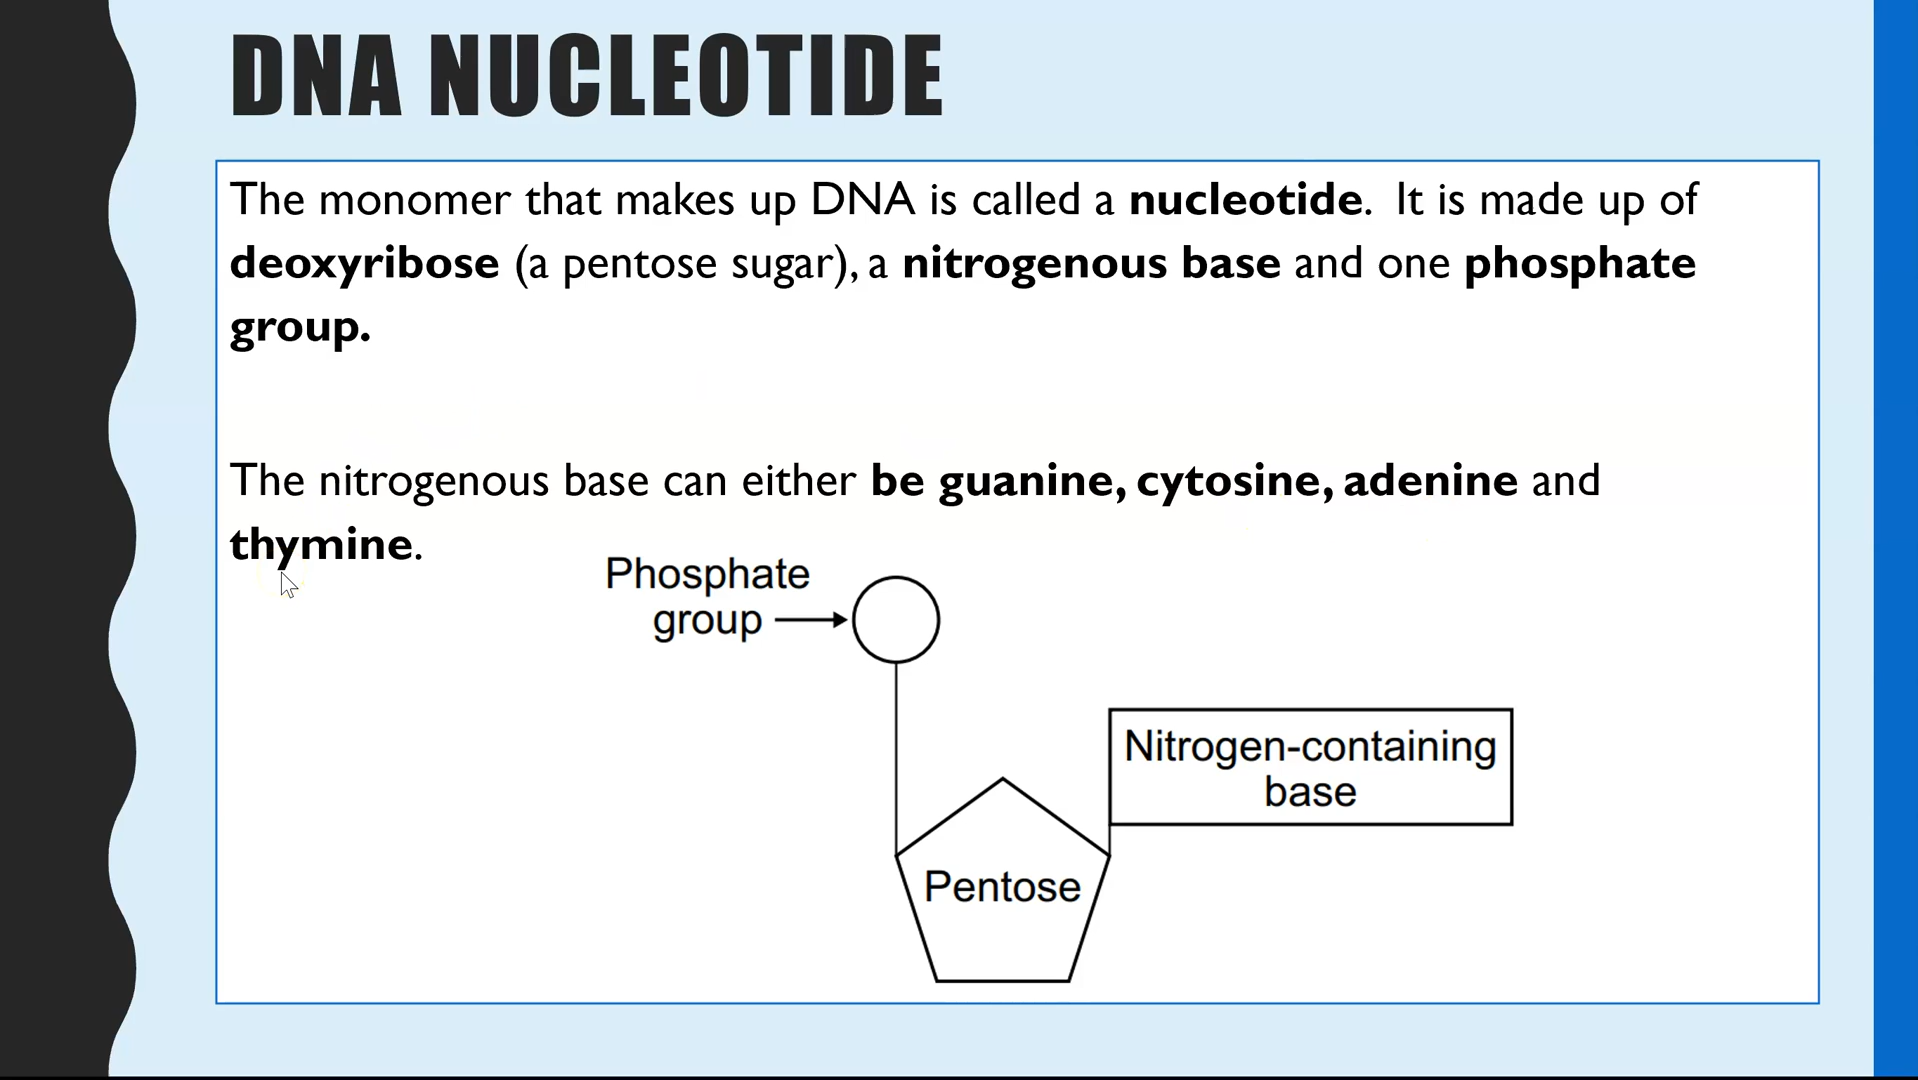 DNA NUCLEOTIDE
The monomer that makes up DNA is called a nucleotide. It is made up of
deoxyribose (a pentose sugar), a nitrogenous base and one phosphate
group.
The nitrogenous base can either be guanine, cytosine, adenine and
thymine.
Phosphate
group
Nitrogen-containing
base
Pentose